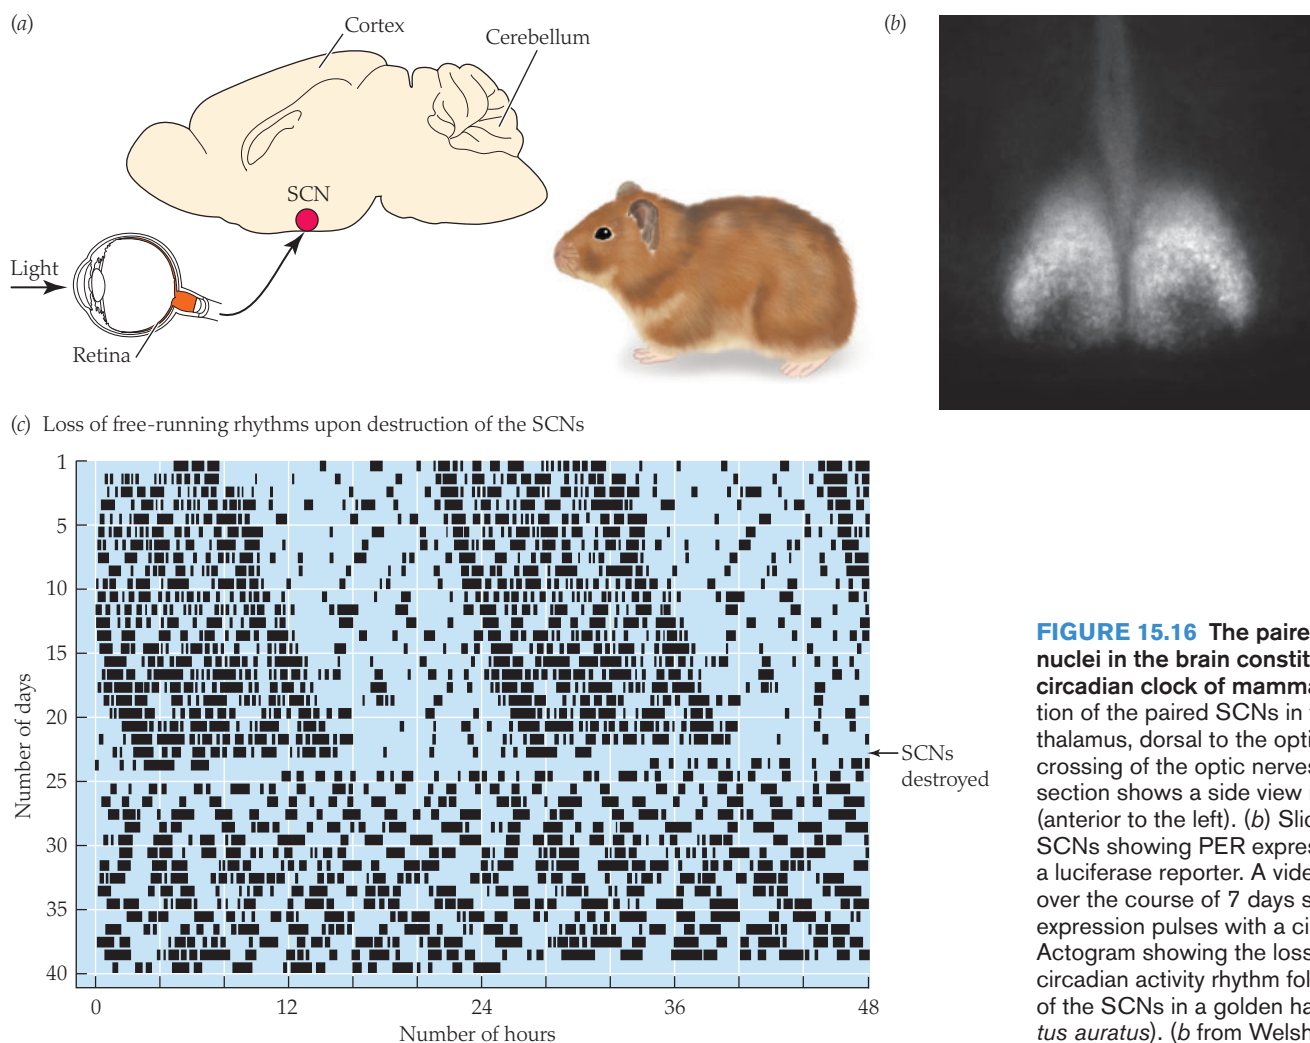 (a)
Cortex
Cerebellum
SCN
Light
Retina
(b)
(c) Loss of free-running rhythms upon destruction of the SCNs
1
5
10
15
20
25
30
35
40
Number of days
0 12 24 36 48
Number of hours
SCNs
destroyed
FIGURE 15.16 The paired
nuclei in the brain constit
circadian clock of mamma
tion of the paired SCNs in
thalamus, dorsal to the opti
crossing of the optic nerves
section shows a side view
(anterior to the left). (b) Slic
SCNs showing PER expres
a luciferase reporter. A vide
over the course of 7 days s
expression pulses with a ci
Actogram showing the loss
circadian activity rhythm fol
of the SCNs in a golden ha
tus auratus). (b from Welsh